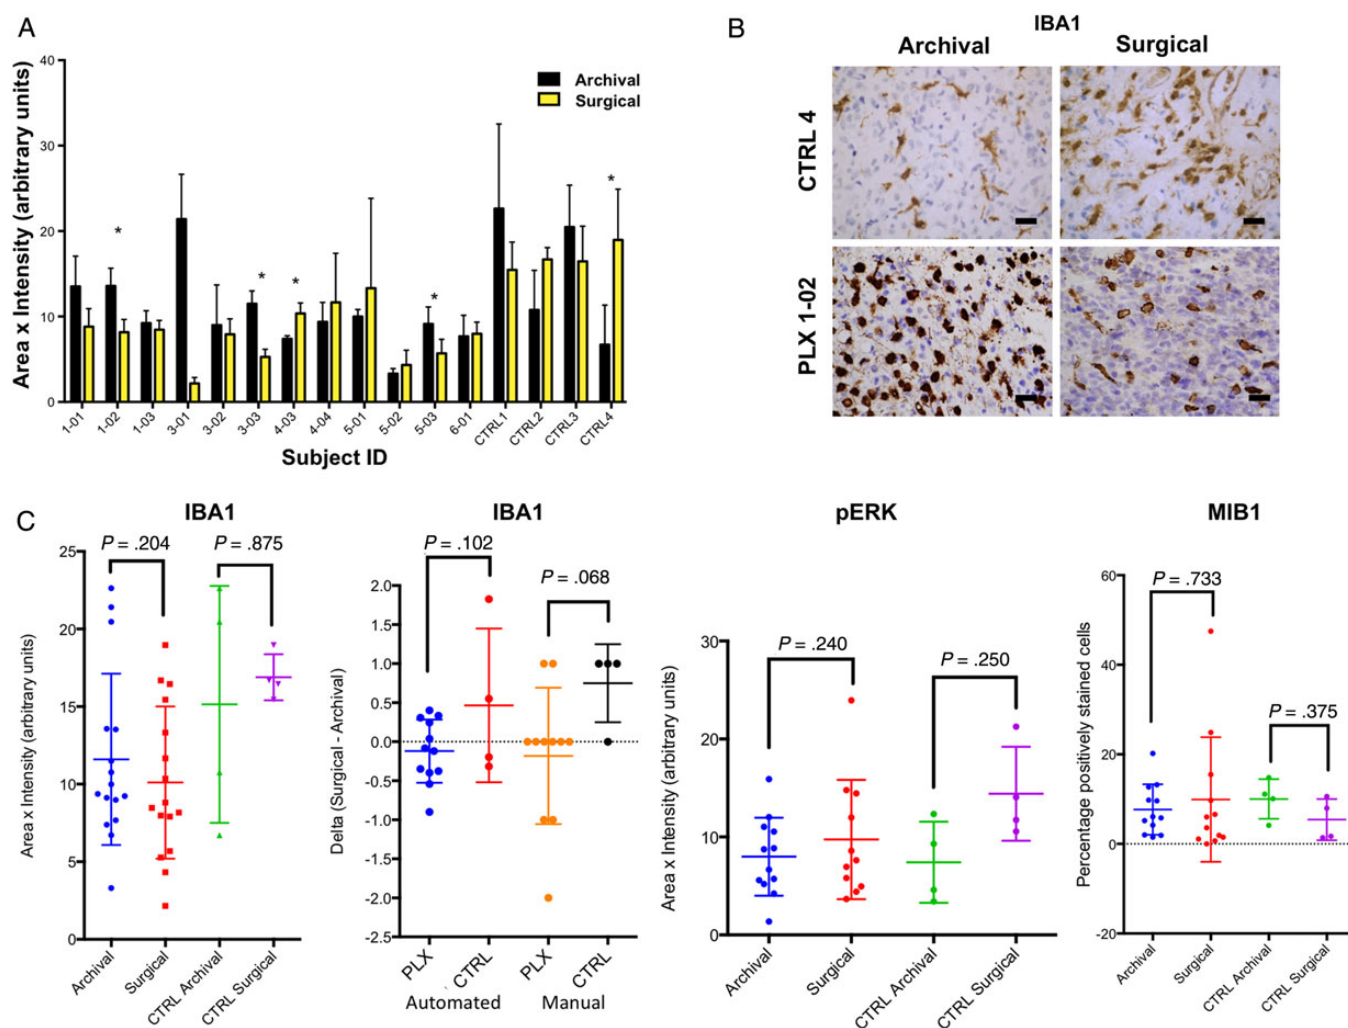 A
Area x Intensity (arbitrary units)
40
30
20
10
0
Archival
Surgical
*
*
*
*
*
1-01
1-02
1-03
3-01
3-02
3-03
4-03
4-04
5-01
5-02
5-03
6-01
CTRL1
CTRL2
CTRL3
CTRL4
Subject ID
B
IBA1
Archival
Surgical
CTRL 4
PLX 1-02
C
IBA1
P = .204
P = .875
Area x Intensity (arbitrary units)
25
20
15
10
5
0
Archival
Surgical
CTRL Archival
CTRL Surgical
IBA1
P = .102
P = .068
Delta (Surgical - Archival)
2.0
1.5
1.0
0.5
0.0
-0.5
-1.0
-1.5
-2.0
-2.5
PLX
CTRL
PLX
CTRL
Automated
Manual
pERK
P = .240
P = .250
Area x Intensity (arbitrary units)
30
20
10
0
Archival
Surgical
CTRL Archival
CTRL Surgical
MIB1
P = .733
P = .375
Percentage positively stained cells
60
40
20
0
-20
Archival
Surgical
CTRL Archival
CTRL Surgical